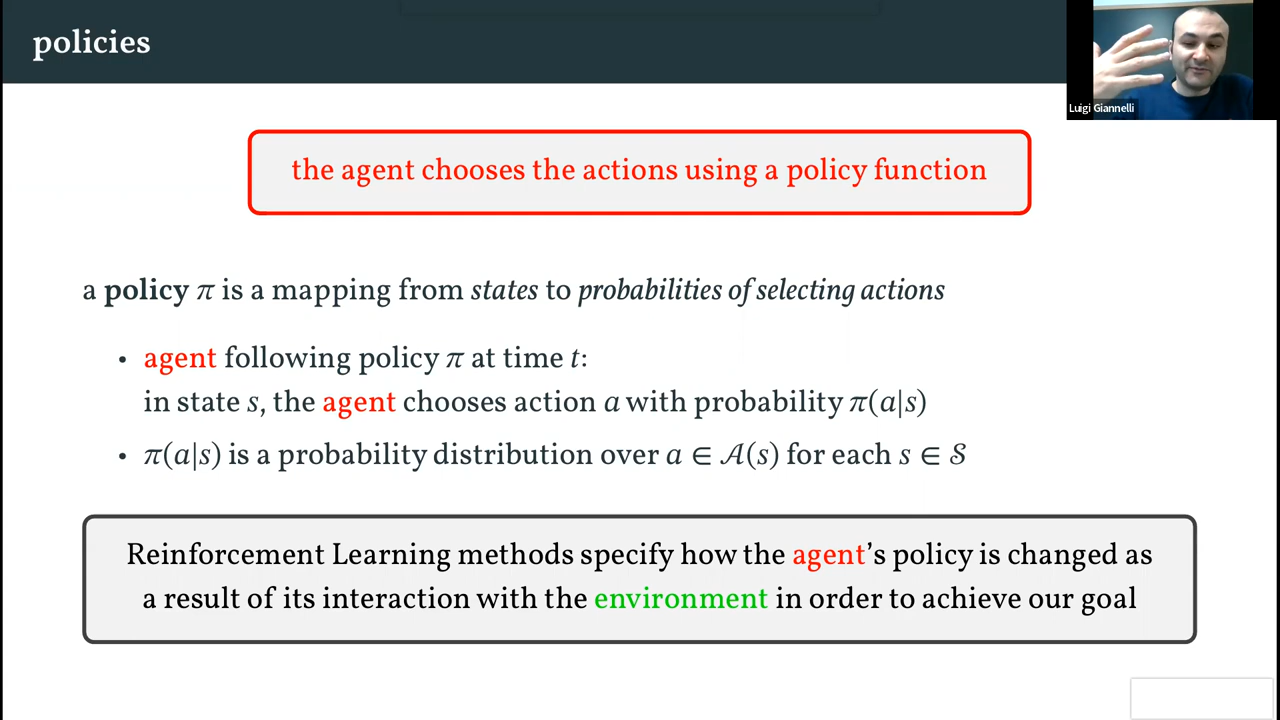 policies
Luigi Giannelli
the agent chooses the actions using a policy function
a policy π is a mapping from states to probabilities of selecting actions
• agent following policy π at time t:
in state s, the agent chooses action a with probability π(a|s)
• π(a|s) is a probability distribution over a ∈ 𝒜(s) for each s ∈ 𝒮
Reinforcement Learning methods specify how the agent’s policy is changed as
a result of its interaction with the environment in order to achieve our goal